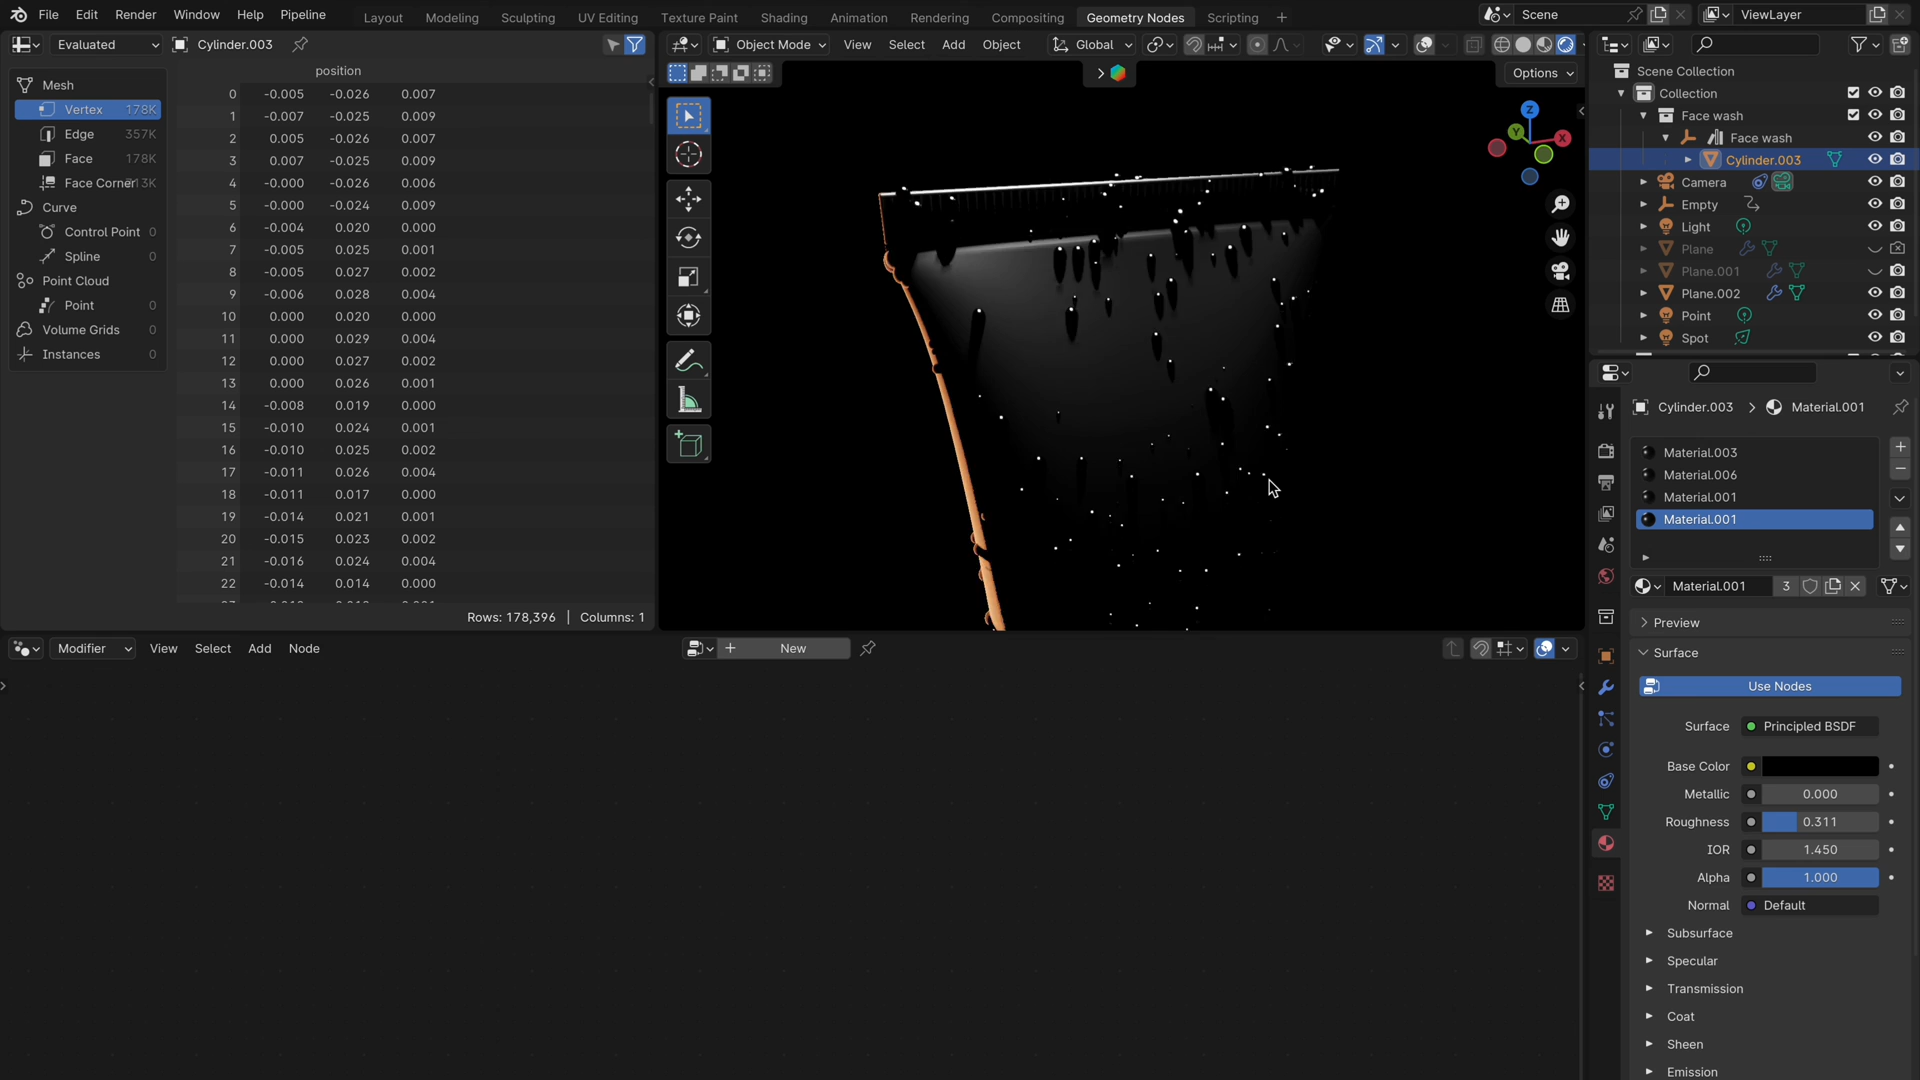 File Edit Render Window Help Pipeline Layout Modeling Sculpting UV Editing Texture Paint Shading Animation Rendering Compositing Geometry Nodes Scripting + Scene ViewLayer
Evaluated Cylinder.003
Object Mode View Select Add Object Global
Options
position
Mesh
Vertex 178K
Edge 357K
Face 178K
Face Corner 713K
Curve
Control Point 0
Spline 0
Point Cloud
Point 0
Volume Grids 0
Instances 0
0 -0.005 -0.026 0.007
1 -0.007 -0.025 0.009
2 0.005 -0.026 0.007
3 0.007 -0.025 0.009
4 -0.000 -0.026 0.006
5 -0.000 -0.024 0.009
6 -0.004 0.020 0.000
7 -0.005 0.025 0.001
8 -0.005 0.027 0.002
9 -0.006 0.028 0.004
10 0.000 0.020 0.000
11 0.000 0.029 0.004
12 0.000 0.027 0.002
13 0.000 0.026 0.001
14 -0.008 0.019 0.000
15 -0.010 0.024 0.001
16 -0.010 0.025 0.002
17 -0.011 0.026 0.004
18 -0.011 0.017 0.000
19 -0.014 0.021 0.001
20 -0.015 0.023 0.002
21 -0.016 0.024 0.004
22 -0.014 0.014 0.000
Rows: 178,396 | Columns: 1
Z
Y
X
Scene Collection
Collection
Face wash
Face wash
Cylinder.003
Camera
Empty
Light
Plane
Plane.001
Plane.002
Point
Spot
Cylinder.003 > Material.001
Material.003
Material.006
Material.001
Material.001
Material.001 3
Preview
Surface
Use Nodes
Surface Principled BSDF
Base Color
Metallic 0.000
Roughness 0.311
IOR 1.450
Alpha 1.000
Normal Default
Subsurface
Specular
Transmission
Coat
Sheen
Emission
Modifier View Select Add Node
+ New